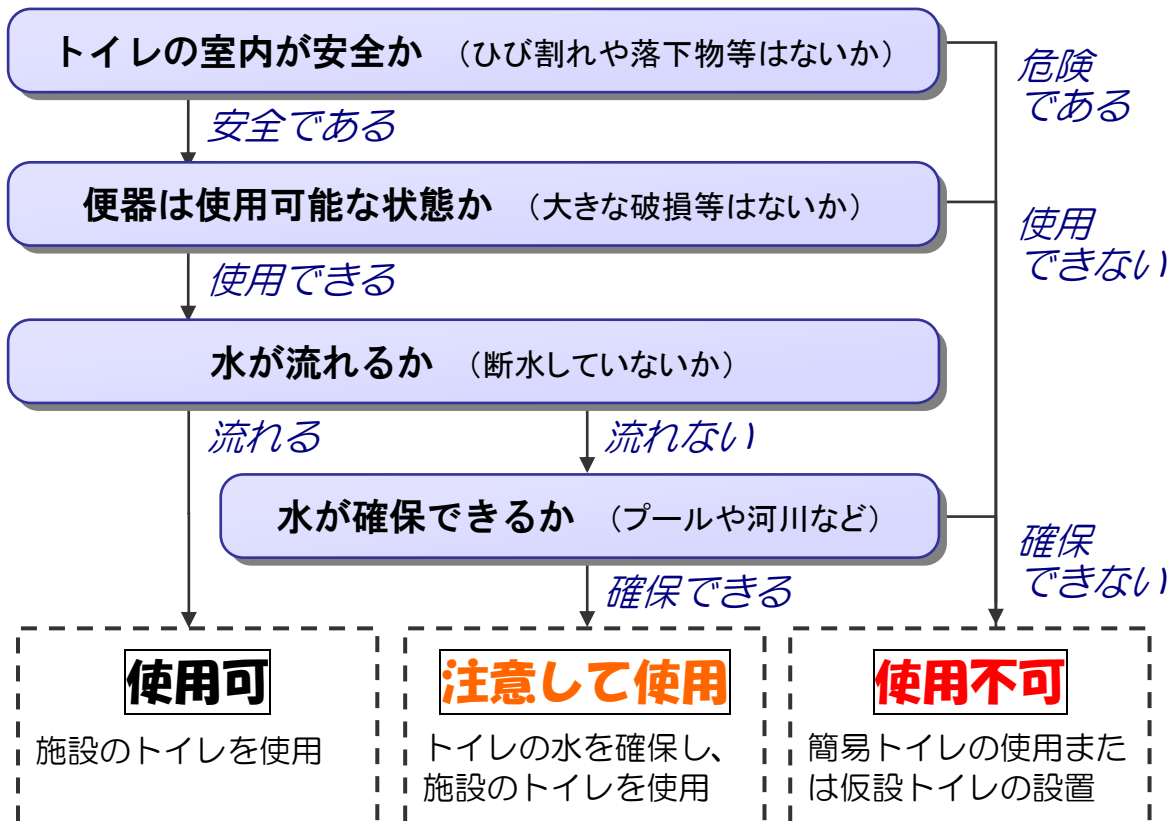 トイレの室内が安全か （ひび割れや落下物等はないか）
危険
である
安全である
便器は使用可能な状態か （大きな破損等はないか）
使用
できない
使用できる
水が流れるか （断水していないか）
流れる
流れない
水が確保できるか （プールや河川など）
確保
できない
確保できる
使用可
施設のトイレを使用
注意して使用
トイレの水を確保し、
施設のトイレを使用
使用不可
簡易トイレの使用また
は仮設トイレの設置